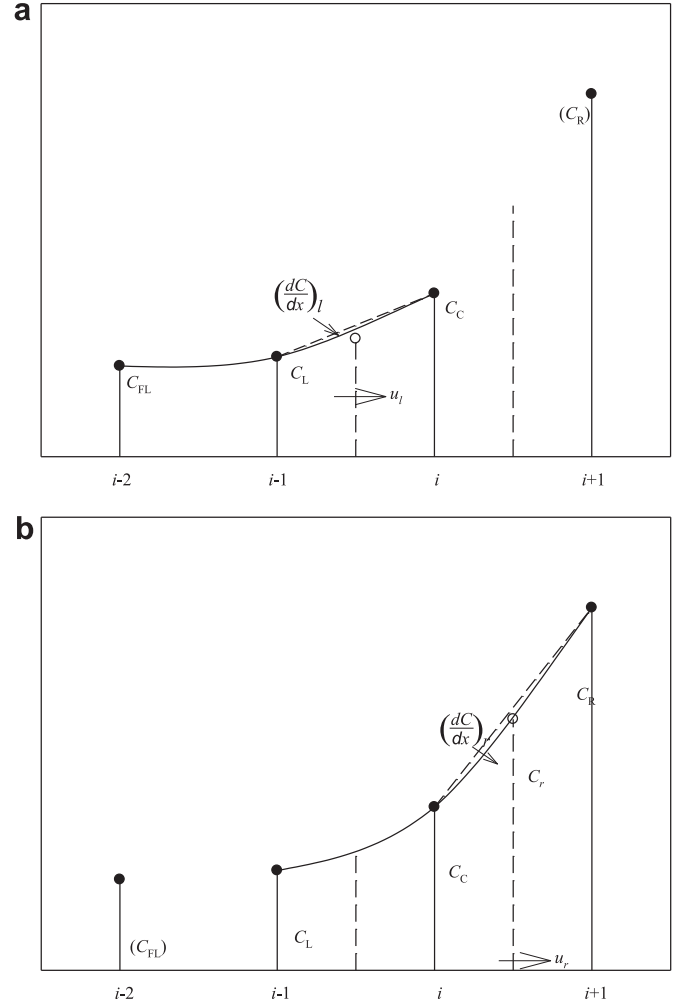 a
(C_R)
(dC/dx)_l
C_C
C_L
C_FL
u_l
i-2 i-1 i i+1
b
C_R
(dC/dx)_r
C_r
C_C
C_L
(C_FL)
u_r
i-2 i-1 i i+1